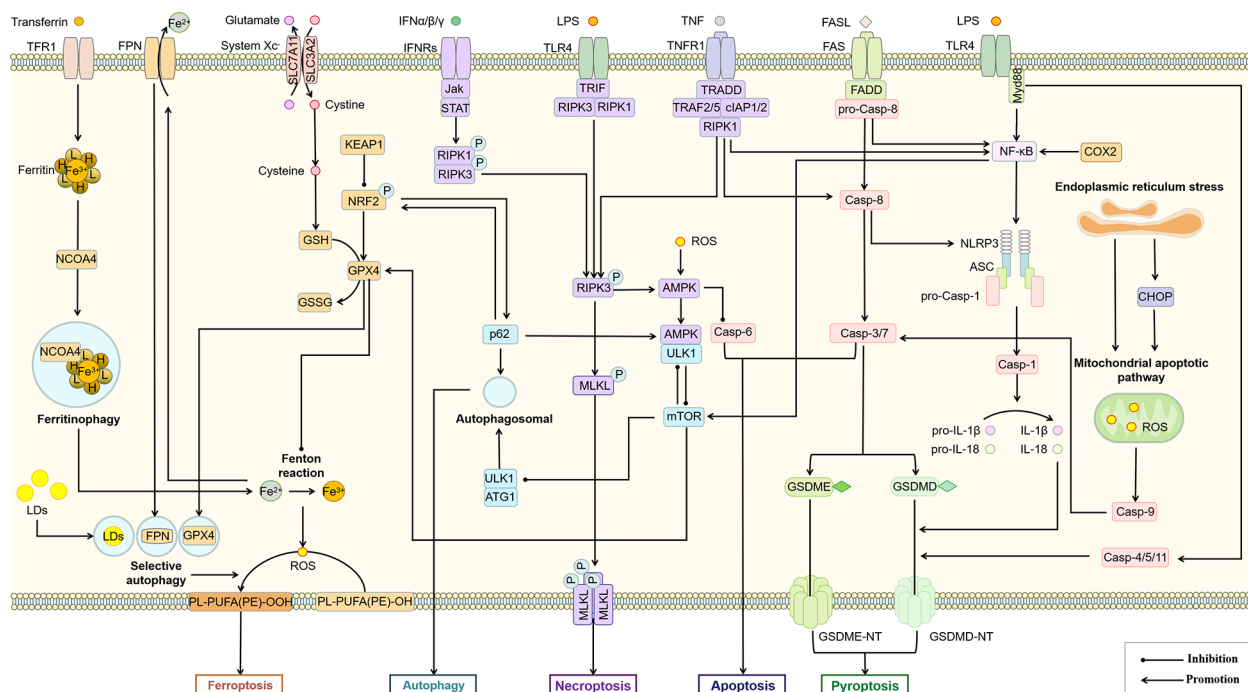 Transferrin
Fe²⁺
Glutamate
IFNα/β/γ
LPS
TNF
FASL
LPS
TFR1
FPN
System Xc⁻
SLC7A11
SLC3A2
IFNRs
TLR4
TNFR1
FAS
TLR4
Myd88
Jak
STAT
TRIF
RIPK3
RIPK1
TRADD
TRAF2/5
cIAP1/2
RIPK1
FADD
pro-Casp-8
Cystine
KEAP1
P
RIPK1
P
RIPK3
NF-κB
COX2
Ferritin
L
H
H
Fe³⁺
L
L
H
H
Cysteine
P
NRF2
Casp-8
Endoplasmic reticulum stress
GSH
ROS
NLRP3
NCOA4
GPX4
ASC
P
RIPK3
AMPK
pro-Casp-1
CHOP
GSSG
p62
AMPK
ULK1
Casp-6
Casp-3/7
NCOA4
L
H
Fe³⁺
L
H
L
H
Ferritinophagy
Casp-1
Mitochondrial apoptotic
pathway
P
MLKL
Autophagosomal
mTOR
pro-IL-1β
IL-1β
pro-IL-18
IL-18
ROS
Fenton
reaction
Fe²⁺
Fe³⁺
ULK1
ATG1
GSDME
GSDMD
LDs
LDs
FPN
GPX4
Casp-9
Selective
autophagy
ROS
Casp-4/5/11
P
P
P
MLKL
MLKL
PL-PUFA(PE)-OOH
PL-PUFA(PE)-OH
GSDME-NT
GSDMD-NT
Inhibition
Promotion
Ferroptosis
Autophagy
Necroptosis
Apoptosis
Pyroptosis